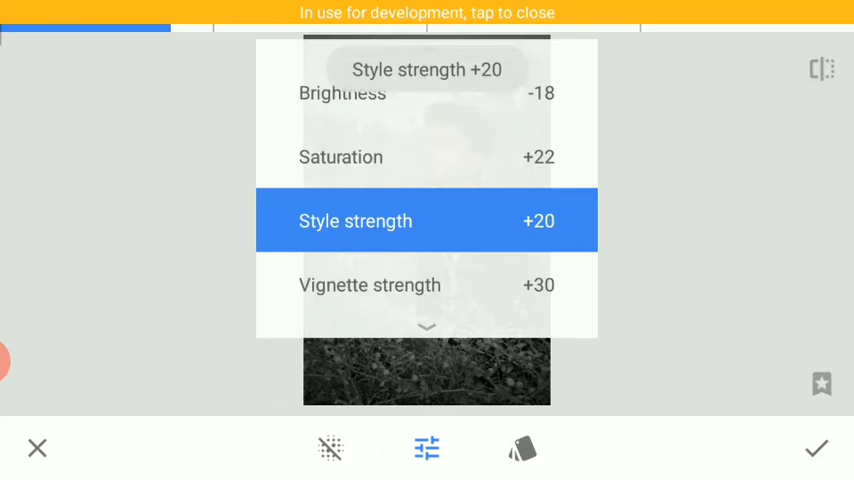 In use for development, tap to close
Style strength +20
Brightness -18
Saturation +22
Style strength +20
Vignette strength +30